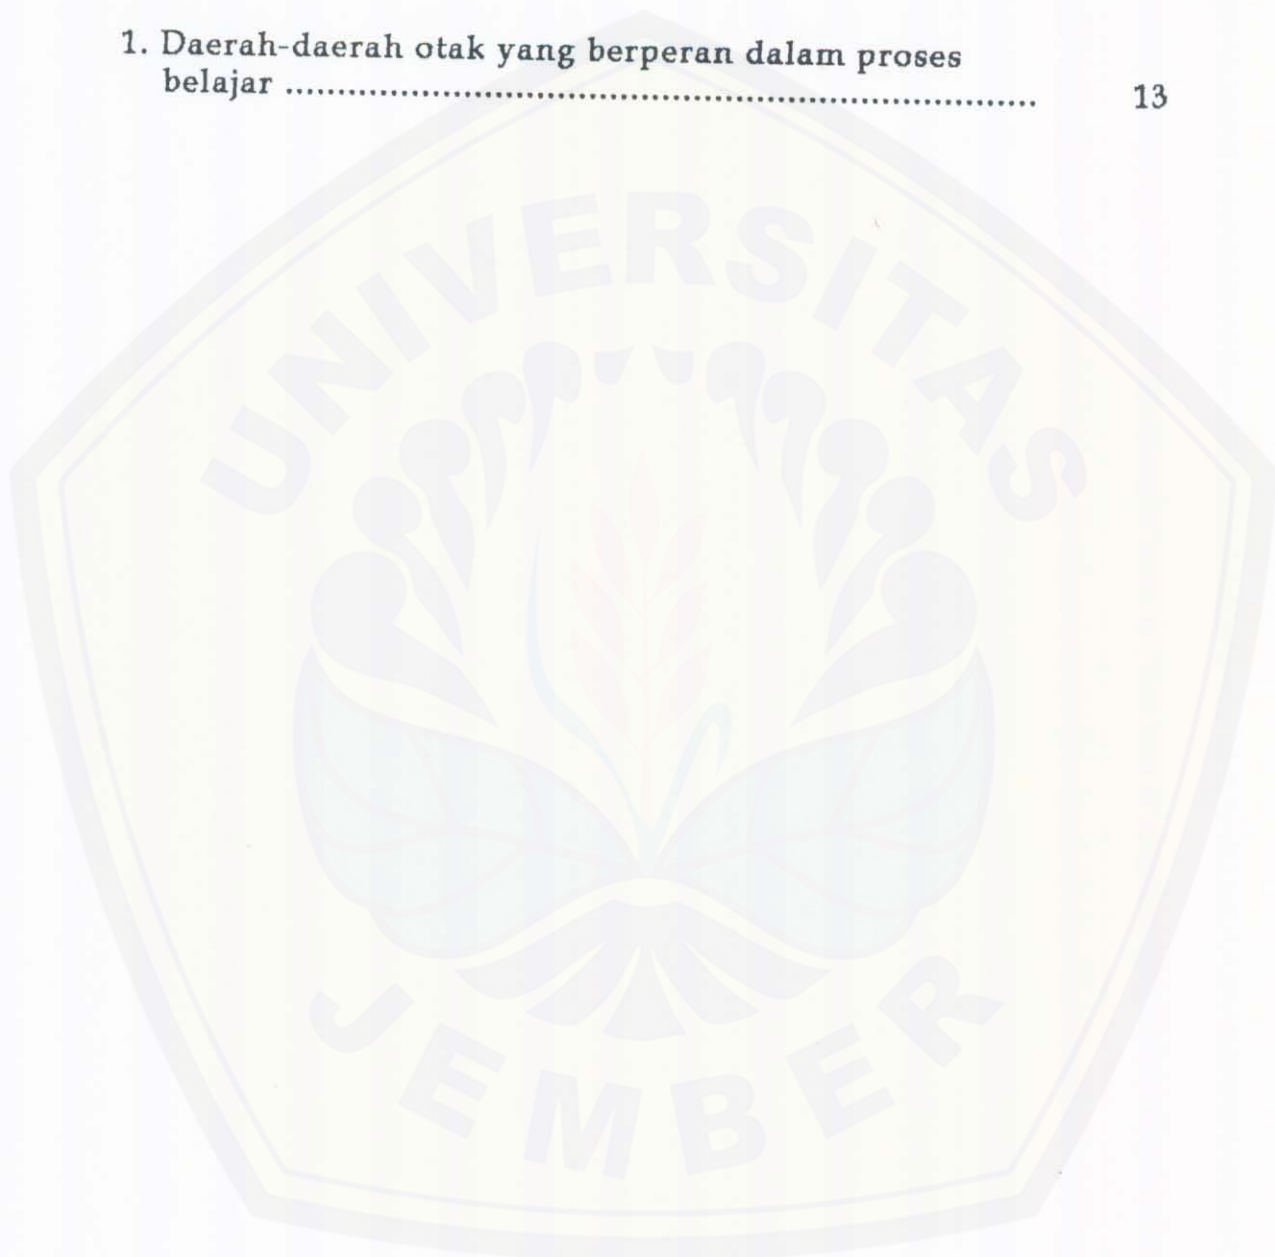 1. Daerah-daerah otak yang berperan dalam proses
belajar ........................................................................ 13
UNIVERSITAS
JEMBER